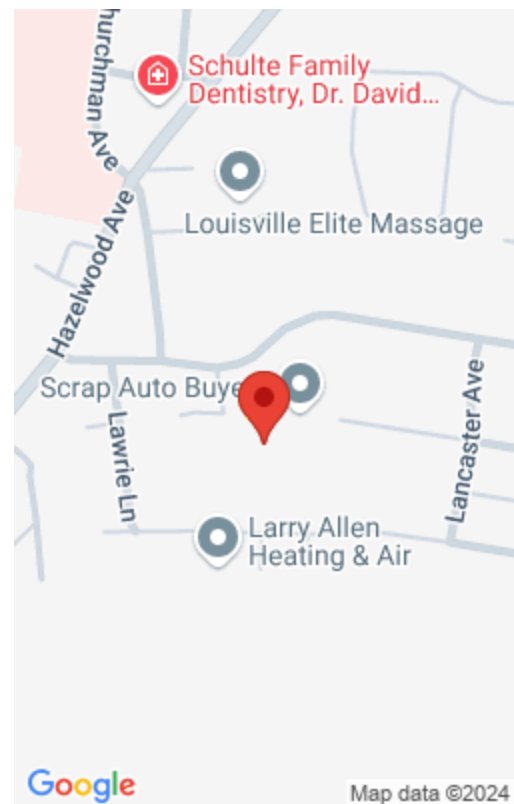 hurchman Ave
Schulte Family
Dentistry, Dr. David...
Louisville Elite Massage
Hazelwood Ave
Scrap Auto Buye
Lawrie Ln
Lancaster Ave
Larry Allen
Heating & Air
Google
Map data ©2024